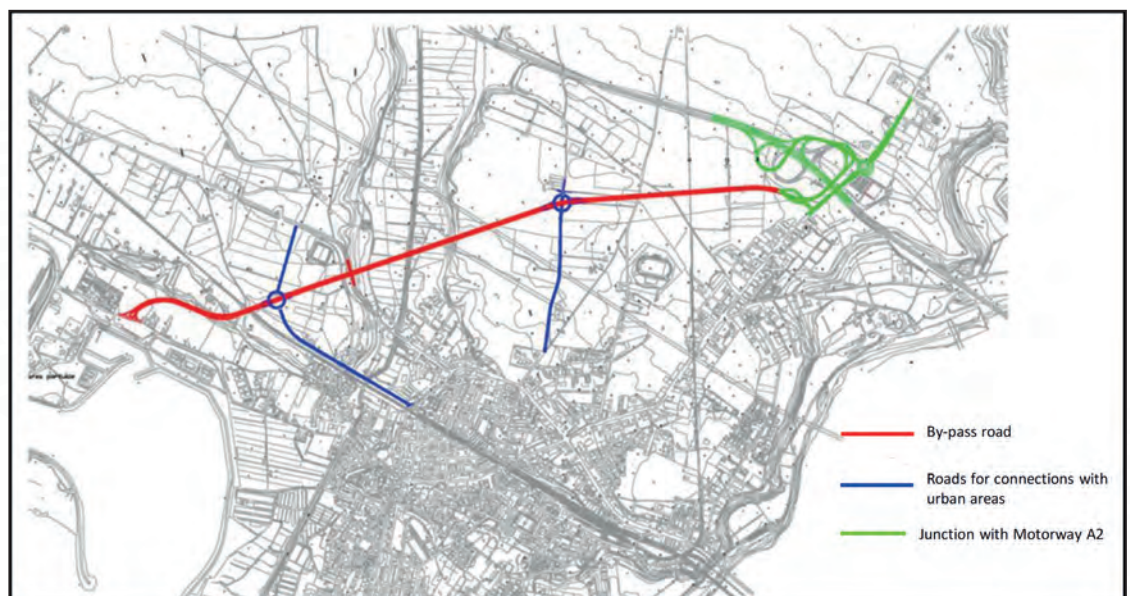 By-pass road
Roads for connections with
urban areas
Junction with Motorway A2